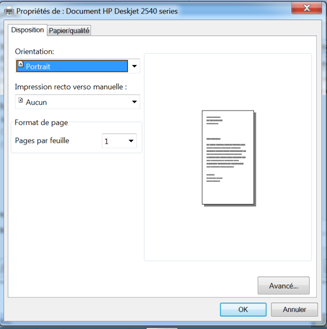 Propriétés de : Document HP Deskjet 2540 series
Disposition
Papier/qualité
Orientation:
Portrait
Impression recto verso manuelle :
Aucun
Format de page
Pages par feuille
1
Avancé...
OK
Annuler